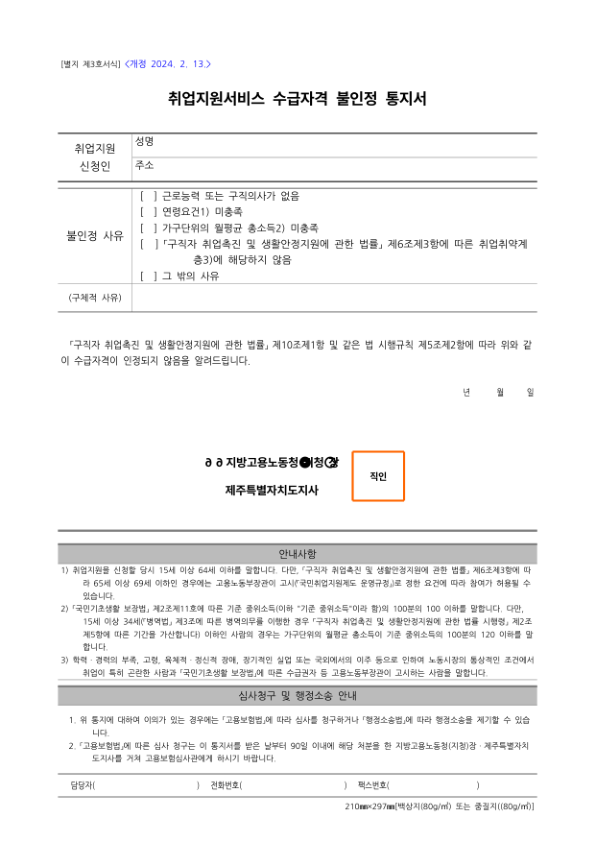 [별지 제3호서식] <개정 2024. 2. 13.>
취업지원서비스 수급자격 불인정 통지서
취업지원
신청인
성명
주소
불인정 사유
[ ] 근로능력 또는 구직의사가 없음
[ ] 연령요건1) 미충족
[ ] 가구단위의 월평균 총소득2) 미충족
[ ] 「구직자 취업촉진 및 생활안정지원에 관한 법률」 제6조제3항에 따른 취업취약계
층3)에 해당하지 않음
[ ] 그 밖의 사유
(구체적 사유)
「구직자 취업촉진 및 생활안정지원에 관한 법률」 제10조제1항 및 같은 법 시행규칙 제5조제2항에 따라 위와 같
이 수급자격이 인정되지 않음을 알려드립니다.
년 월 일
∂ ∂ 지방고용노동청 지청 장
제주특별자치도지사
직인
안내사항
1) 취업지원을 신청할 당시 15세 이상 64세 이하를 말합니다. 다만, 「구직자 취업촉진 및 생활안정지원에 관한 법률」 제6조제3항에 따
라 65세 이상 69세 이하인 경우에는 고용노동부장관이 고시(「국민취업지원제도 운영규정」)로 정한 요건에 따라 참여가 허용될 수
있습니다.
2) 「국민기초생활 보장법」 제2조제11호에 따른 기준 중위소득(이하 "기준 중위소득"이라 함)의 100분의 100 이하를 말합니다. 다만,
15세 이상 34세(「병역법」 제3조에 따른 병역의무를 이행한 경우 「구직자 취업촉진 및 생활안정지원에 관한 법률 시행령」 제2조
제5항에 따른 기간을 가산합니다) 이하인 사람의 경우는 가구단위의 월평균 총소득이 기준 중위소득의 100분의 120 이하를 말
합니다.
3) 학력ㆍ경력의 부족, 고령, 육체적ㆍ정신적 장애, 장기적인 실업 또는 국외에서의 이주 등으로 인하여 노동시장의 통상적인 조건에서
취업이 특히 곤란한 사람과 「국민기초생활 보장법」에 따른 수급권자 등 고용노동부장관이 고시하는 사람을 말합니다.
심사청구 및 행정소송 안내
1. 위 통지에 대하여 이의가 있는 경우에는 「고용보험법」에 따라 심사를 청구하거나 「행정소송법」에 따라 행정소송을 제기할 수 있습
니다.
2. 「고용보험법」에 따른 심사 청구는 이 통지서를 받은 날부터 90일 이내에 해당 처분을 한 지방고용노동청(지청)장ㆍ제주특별자치
도지사를 거쳐 고용보험심사관에게 하시기 바랍니다.
담당자( ) 전화번호( ) 팩스번호( )
210㎜×297㎜[백상지(80g/㎡) 또는 중질지((80g/㎡)]